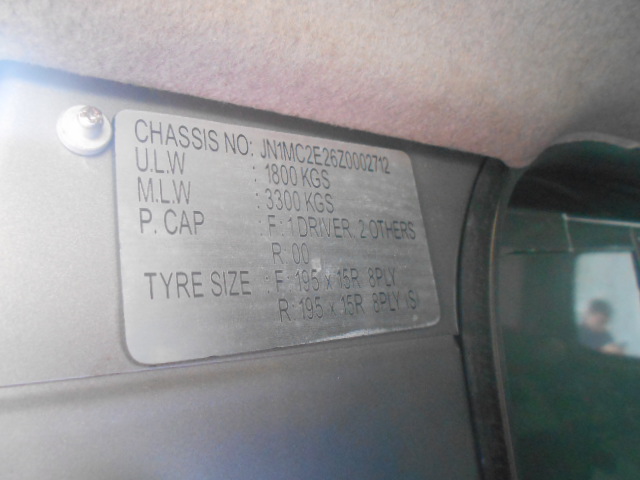 CHASSIS NO: JN1MC2E26Z0002712
U.L.W : 1800 KGS
M.L.W : 3300 KGS
P. CAP : F: 1 DRIVER, 2 OTHERS
R: 00
TYRE SIZE : F: 195 x 15R 8PLY
R: 195 x 15R 8PLY (S)